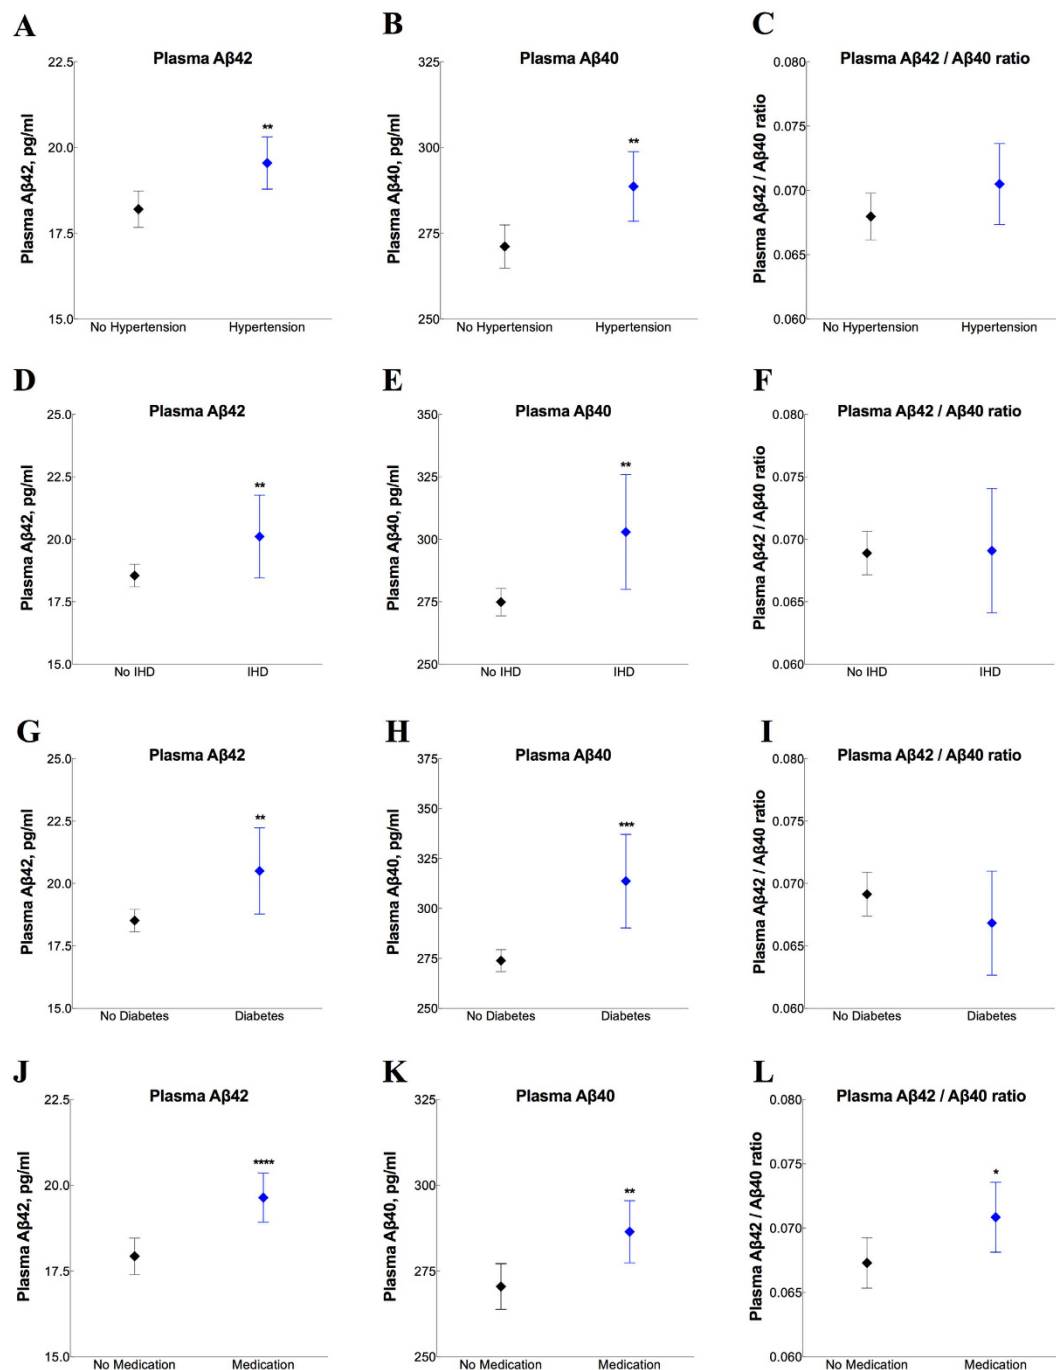 A
Plasma Aβ42
Plasma Aβ42, pg/ml
22.5
20.0
17.5
15.0
**
No Hypertension
Hypertension
B
Plasma Aβ40
Plasma Aβ40, pg/ml
325
300
275
250
**
No Hypertension
Hypertension
C
Plasma Aβ42 / Aβ40 ratio
Plasma Aβ42 / Aβ40 ratio
0.080
0.075
0.070
0.065
0.060
No Hypertension
Hypertension
D
Plasma Aβ42
Plasma Aβ42, pg/ml
25.0
22.5
20.0
17.5
15.0
**
No IHD
IHD
E
Plasma Aβ40
Plasma Aβ40, pg/ml
350
325
300
275
250
**
No IHD
IHD
F
Plasma Aβ42 / Aβ40 ratio
Plasma Aβ42 / Aβ40 ratio
0.080
0.075
0.070
0.065
0.060
No IHD
IHD
G
Plasma Aβ42
Plasma Aβ42, pg/ml
25.0
22.5
20.0
17.5
15.0
**
No Diabetes
Diabetes
H
Plasma Aβ40
Plasma Aβ40, pg/ml
375
350
325
300
275
250
***
No Diabetes
Diabetes
I
Plasma Aβ42 / Aβ40 ratio
Plasma Aβ42 / Aβ40 ratio
0.080
0.075
0.070
0.065
0.060
No Diabetes
Diabetes
J
Plasma Aβ42
Plasma Aβ42, pg/ml
22.5
20.0
17.5
15.0
****
No Medication
Medication
K
Plasma Aβ40
Plasma Aβ40, pg/ml
325
300
275
250
**
No Medication
Medication
L
Plasma Aβ42 / Aβ40 ratio
Plasma Aβ42 / Aβ40 ratio
0.080
0.075
0.070
0.065
0.060
*
No Medication
Medication